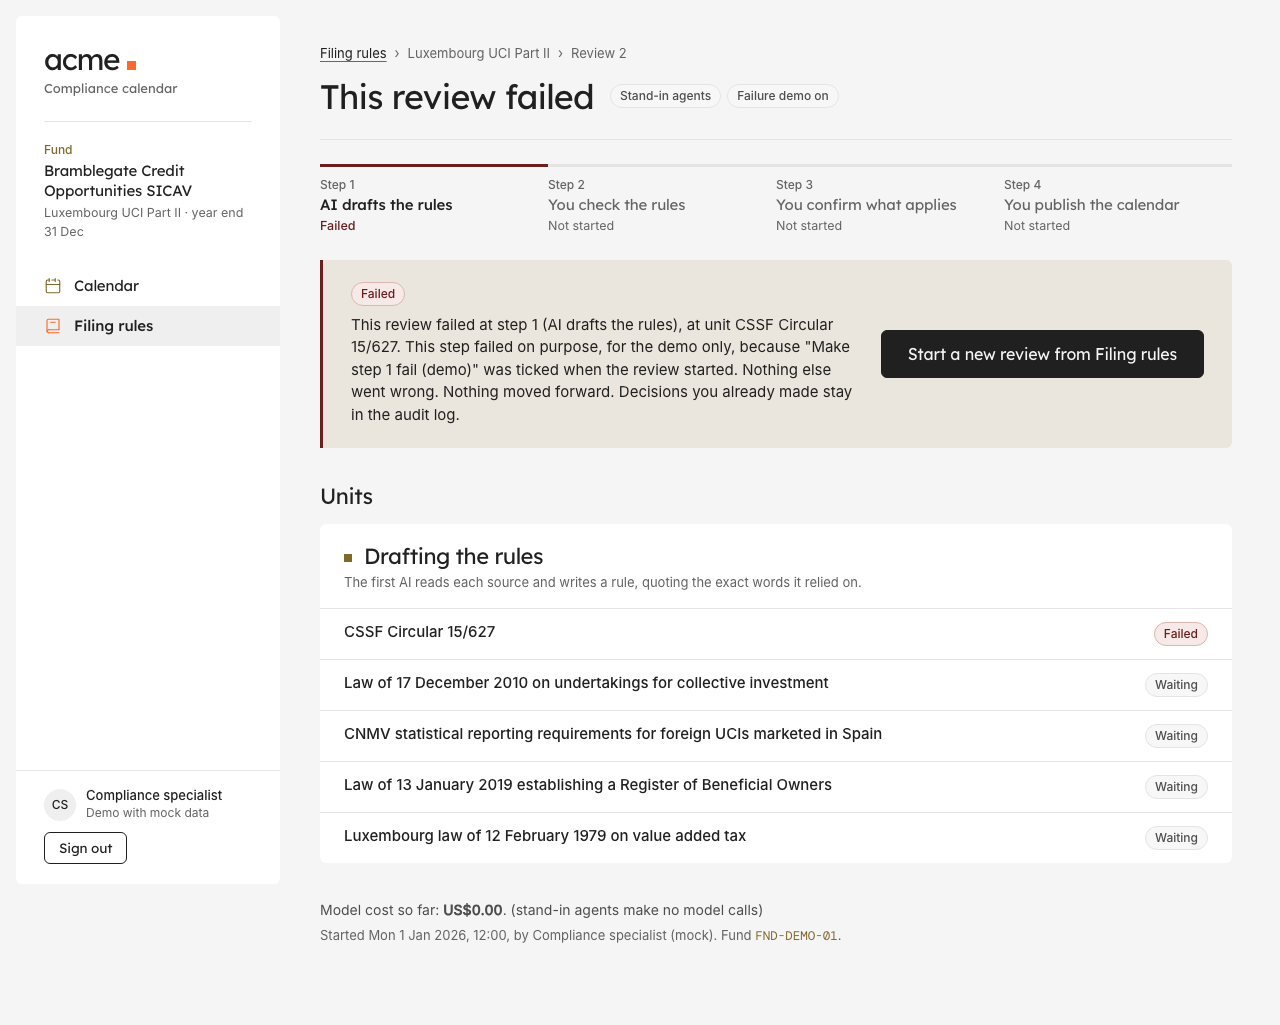 acme
Compliance calendar
Fund
Bramblegate Credit
Opportunities SICAV
Luxembourg UCI Part II · year end
31 Dec
Calendar
Filing rules
CS
Compliance specialist
Demo with mock data
Sign out
Filing rules › Luxembourg UCI Part II › Review 2
This review failed
Stand-in agents
Failure demo on
Step 1
AI drafts the rules
Failed
Step 2
You check the rules
Not started
Step 3
You confirm what applies
Not started
Step 4
You publish the calendar
Not started
Failed
This review failed at step 1 (AI drafts the rules), at unit CSSF Circular
15/627. This step failed on purpose, for the demo only, because "Make
step 1 fail (demo)" was ticked when the review started. Nothing else
went wrong. Nothing moved forward. Decisions you already made stay
in the audit log.
Start a new review from Filing rules
Units
Drafting the rules
The first AI reads each source and writes a rule, quoting the exact words it relied on.
CSSF Circular 15/627
Failed
Law of 17 December 2010 on undertakings for collective investment
Waiting
CNMV statistical reporting requirements for foreign UCIs marketed in Spain
Waiting
Law of 13 January 2019 establishing a Register of Beneficial Owners
Waiting
Luxembourg law of 12 February 1979 on value added tax
Waiting
Model cost so far: US$0.00. (stand-in agents make no model calls)
Started Mon 1 Jan 2026, 12:00, by Compliance specialist (mock). Fund FND-DEMO-01.